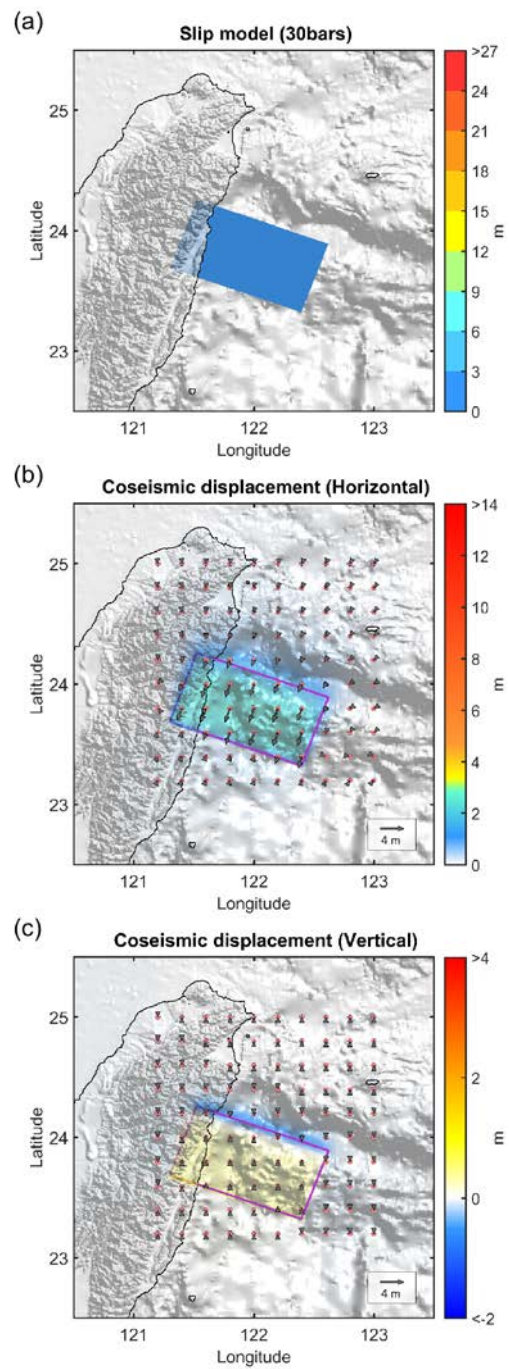 (a)
Slip model (30bars)
>27
25
24
24
21
18
Latitude
15
m
12
9
23
6
3
0
121
122
123
Longitude
(b)
Coseismic displacement (Horizontal)
>14
25
12
10
24
8
Latitude
m
6
4
23
2
4 m
0
121
122
123
Longitude
(c)
Coseismic displacement (Vertical)
>4
25
2
24
Latitude
m
0
23
4 m
<-2
121
122
123
Longitude